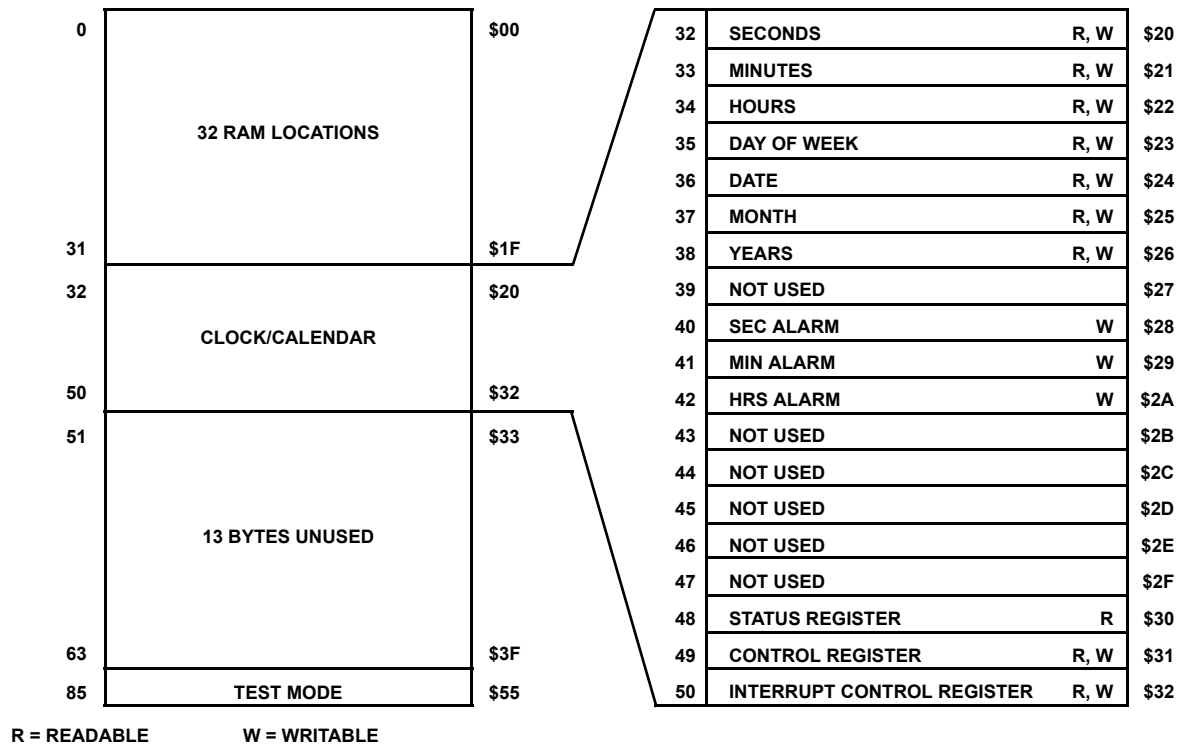 0 $00
32 RAM LOCATIONS
31 $1F
32 $20
CLOCK/CALENDAR
50 $32
51 $33
13 BYTES UNUSED
63 $3F
85 TEST MODE $55
32 SECONDS R, W $20
33 MINUTES R, W $21
34 HOURS R, W $22
35 DAY OF WEEK R, W $23
36 DATE R, W $24
37 MONTH R, W $25
38 YEARS R, W $26
39 NOT USED $27
40 SEC ALARM W $28
41 MIN ALARM W $29
42 HRS ALARM W $2A
43 NOT USED $2B
44 NOT USED $2C
45 NOT USED $2D
46 NOT USED $2E
47 NOT USED $2F
48 STATUS REGISTER R $30
49 CONTROL REGISTER R, W $31
50 INTERRUPT CONTROL REGISTER R, W $32
R = READABLE W = WRITABLE